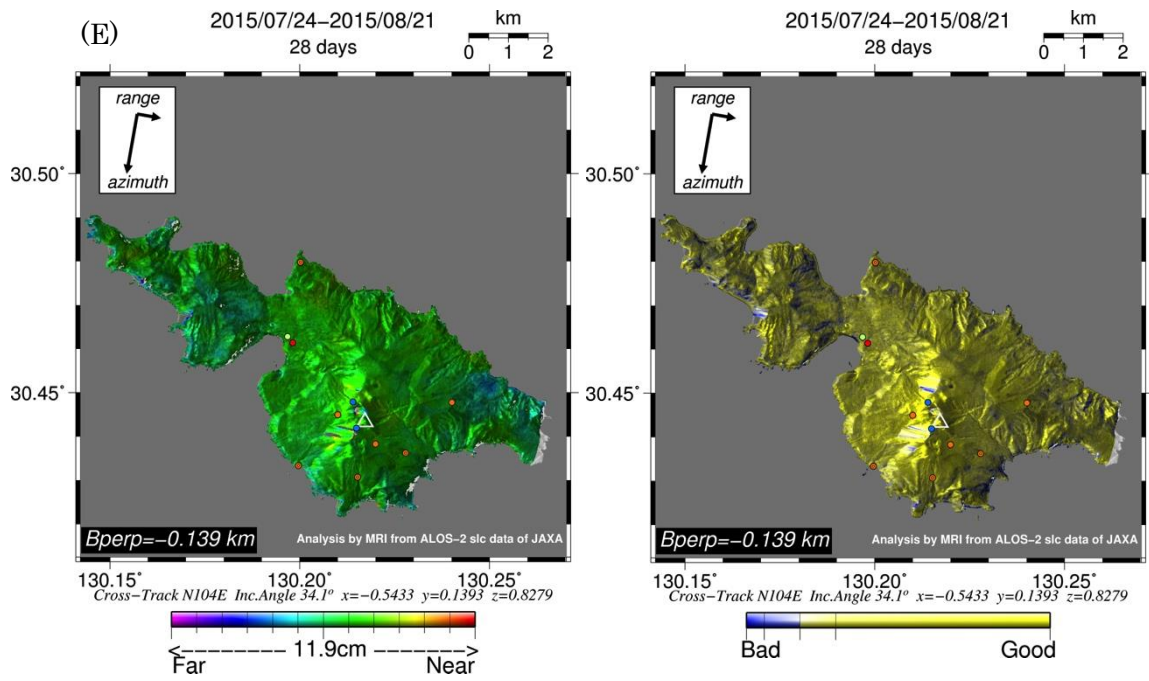 (E)
2015/07/24−2015/08/21
28 days
km
0 1 2
range
azimuth
30.50˚
30.45˚
Bperp=−0.139 km
Analysis by MRI from ALOS−2 slc data of JAXA
130.15˚ 130.20˚ 130.25˚
Cross−Track N104E Inc.Angle 34.1º x=−0.5433 y=0.1393 z=0.8279
<−−−−−−− 11.9cm −−−−−−−>
Far Near
2015/07/24−2015/08/21
28 days
km
0 1 2
range
azimuth
30.50˚
30.45˚
Bperp=−0.139 km
Analysis by MRI from ALOS−2 slc data of JAXA
130.15˚ 130.20˚ 130.25˚
Cross−Track N104E Inc.Angle 34.1º x=−0.5433 y=0.1393 z=0.8279
Bad Good